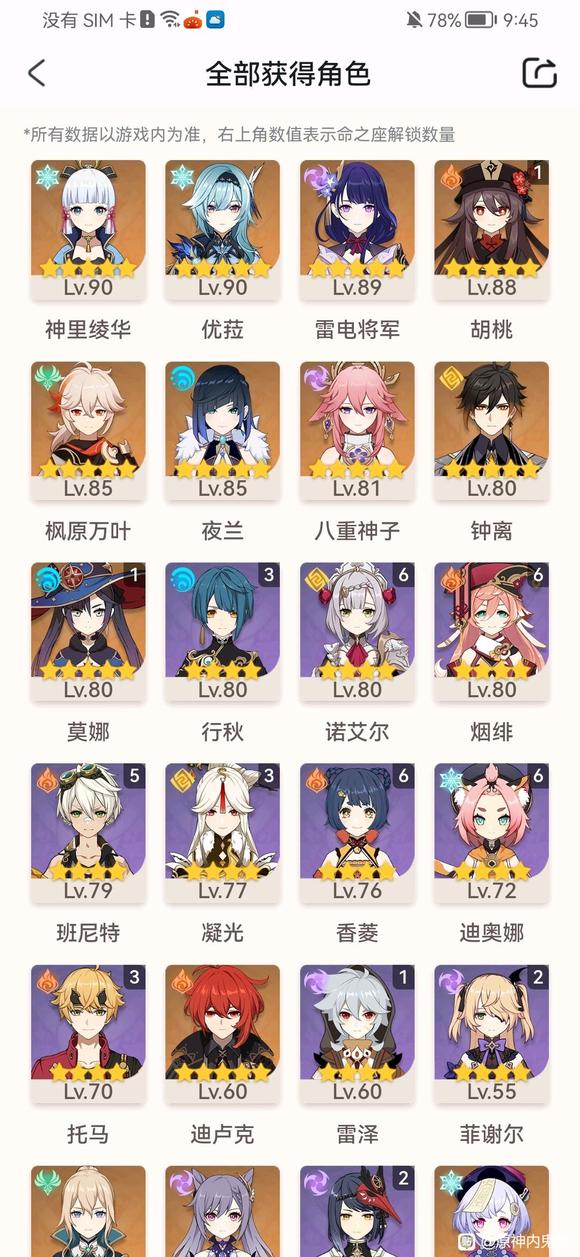 没有 SIM 卡 78% 9:45
全部获得角色
*所有数据以游戏内为准，右上角数值表示命之座解锁数量
1
Lv.90 Lv.90 Lv.89 Lv.88
神里绫华 优菈 雷电将军 胡桃
Lv.85 Lv.85 Lv.81 Lv.80
枫原万叶 夜兰 八重神子 钟离
1 3 6 6
Lv.80 Lv.80 Lv.80 Lv.80
莫娜 行秋 诺艾尔 烟绯
5 3 6 6
Lv.79 Lv.77 Lv.76 Lv.72
班尼特 凝光 香菱 迪奥娜
3 1 2
Lv.70 Lv.60 Lv.60 Lv.55
托马 迪卢克 雷泽 菲谢尔
2
贴 @原神内鬼